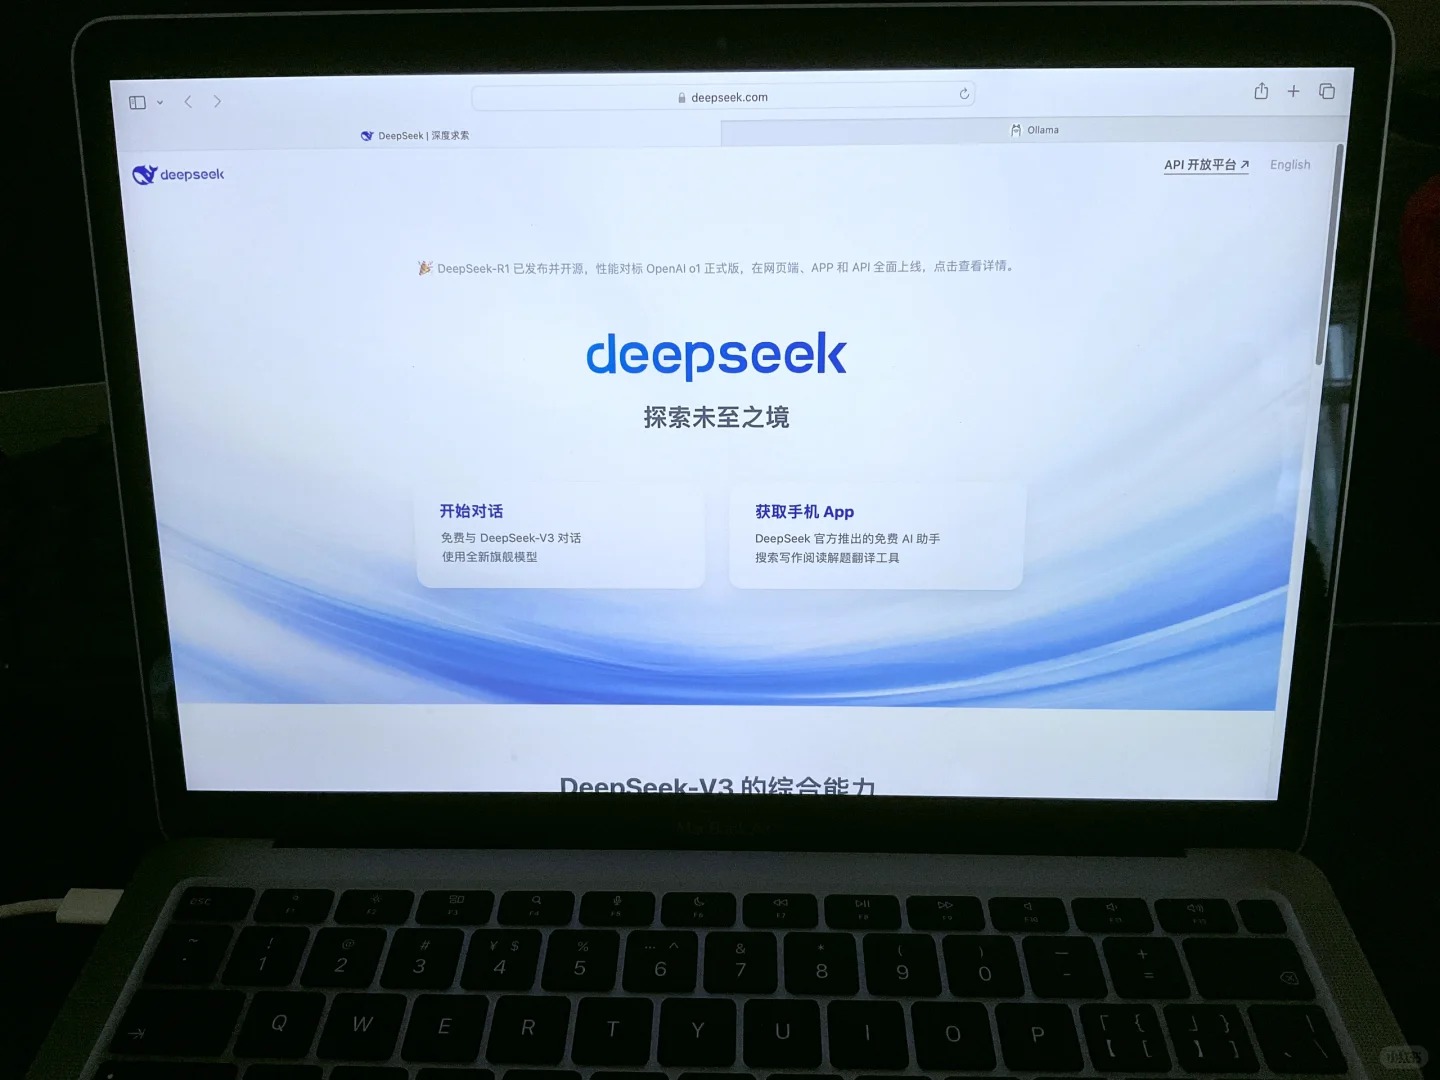 deepseek.com
DeepSeek | 深度求索
Ollama
deepseek
API 开放平台
English
DeepSeek-R1 已发布并开源，性能对标 OpenAI o1 正式版，在网页端、APP 和 API 全面上线，点击查看详情。
deepseek
探索未至之境
开始对话
免费与 DeepSeek-V3 对话
使用全新旗舰模型
获取手机 App
DeepSeek 官方推出的免费 AI 助手
搜索写作阅读解题翻译工具
DeepSeek-V3 的综合能力
MacBook Air
esc F1 F2 F3 F4 F5 F6 F7 F8 F9 F10 F11 F12
~ ! @ # ¥ $ % … ^ & * ( ) — +
· 1 2 3 4 5 6 7 8 9 0 - =
Q W E R T Y U I O P 「 { 」 } |
【 [ 】 ] 、 \
小红书